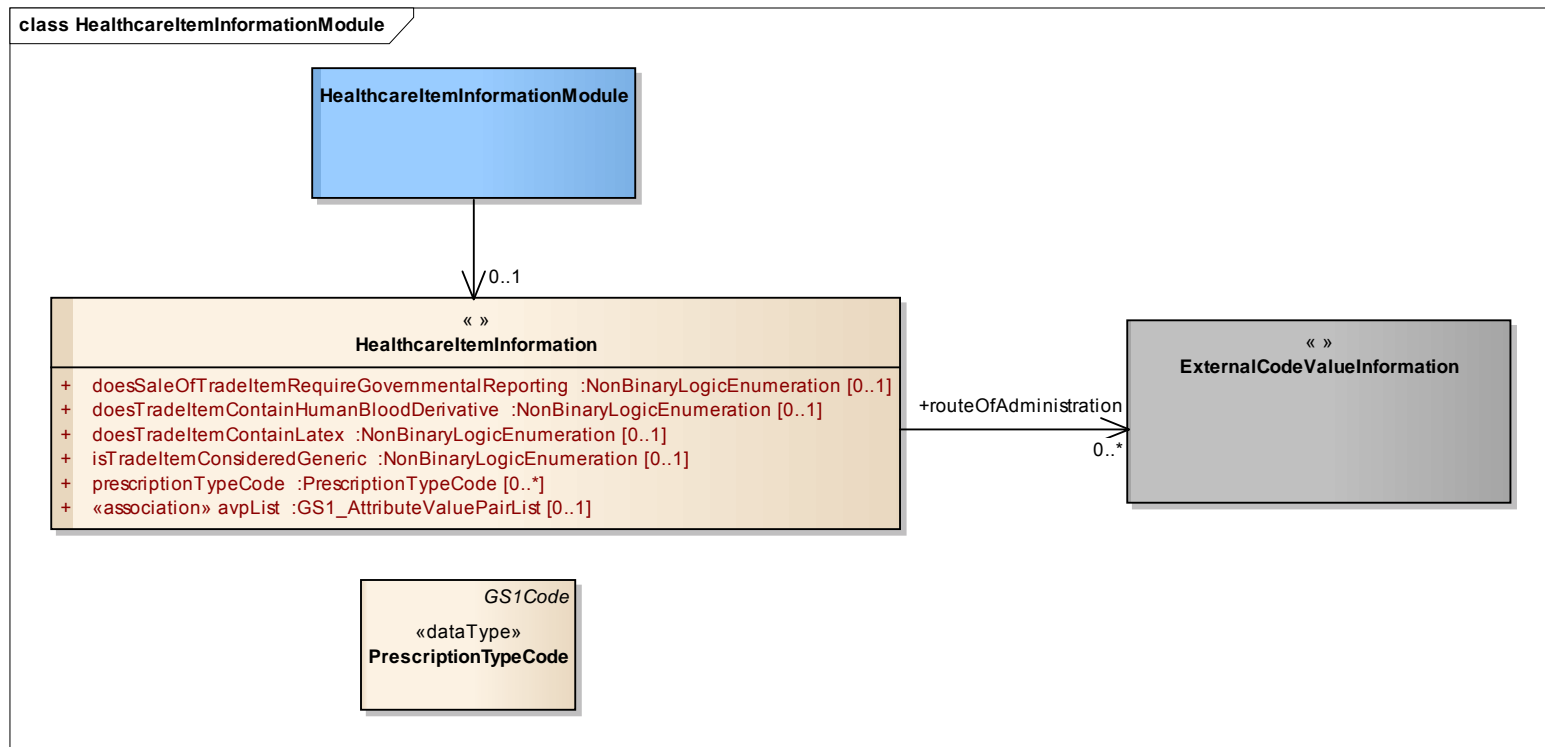 class HealthcareItemInformationModule
HealthcareItemInformationModule
0..1
« »
HealthcareItemInformation
+ doesSaleOfTradeItemRequireGovernmentalReporting :NonBinaryLogicEnumeration [0..1]
+ doesTradeItemContainHumanBloodDerivative :NonBinaryLogicEnumeration [0..1]
+ doesTradeItemContainLatex :NonBinaryLogicEnumeration [0..1]
+ isTradeItemConsideredGeneric :NonBinaryLogicEnumeration [0..1]
+ prescriptionTypeCode :PrescriptionTypeCode [0..*]
+ «association» avpList :GS1_AttributeValuePairList [0..1]
+routeOfAdministration
0..*
« »
ExternalCodeValueInformation
GS1Code
«dataType»
PrescriptionTypeCode